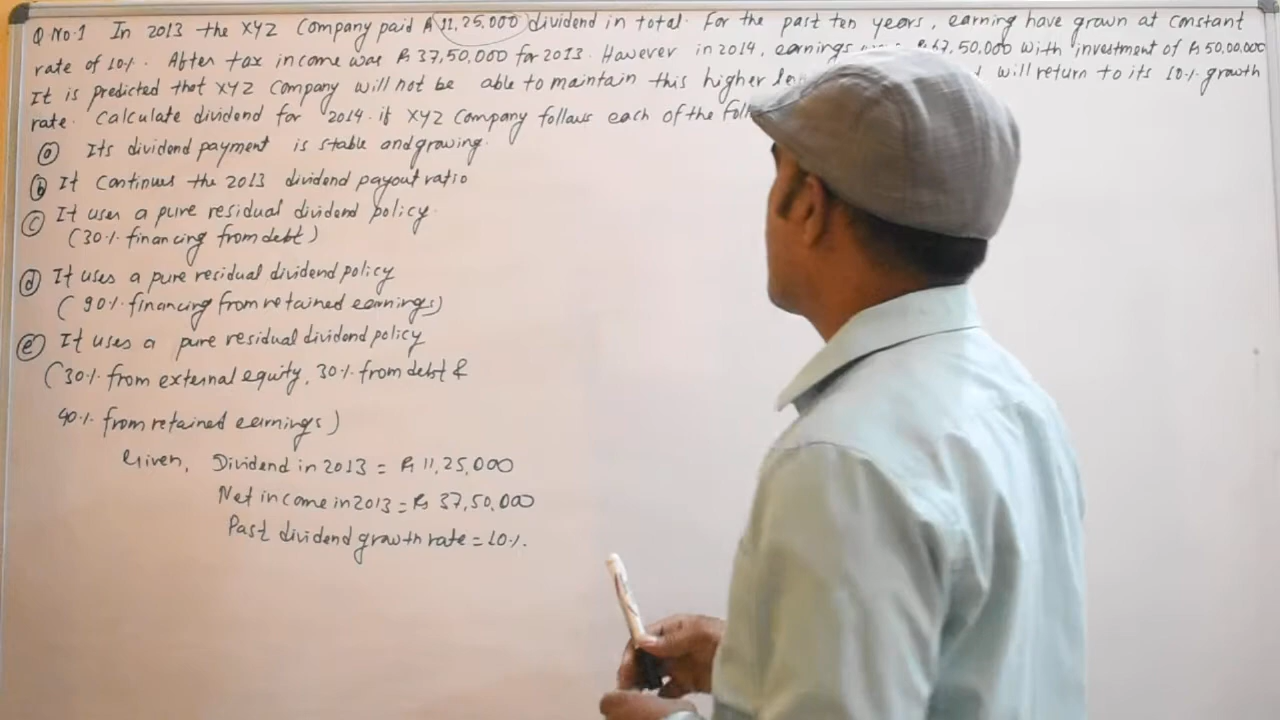 Q.No.1 In 2013 the XYZ Company paid Rs 11,25,000 dividend in total. For the past ten years, earning have grown at constant
rate of 10%. After tax income was Rs 37,50,000 for 2013. However in 2014, earnings Rs 67,50,000 with investment of Rs 50,00,000
It is predicted that XYZ Company will not be able to maintain this higher will return to its 10% growth
rate. Calculate dividend for 2014. if XYZ Company follows each of the
(a) Its dividend payment is stable and growing.
(b) It continues the 2013 dividend payout ratio
(c) It uses a pure residual dividend policy.
(30% financing from debt)
(d) It uses a pure residual dividend policy
(90% financing from retained earnings)
(e) It uses a pure residual dividend policy
(30% from external equity, 30% from debt &
40% from retained earnings)
Given, Dividend in 2013 = Rs 11,25,000
Net income in 2013 = Rs 37,50,000
Past dividend growth rate = 10%.